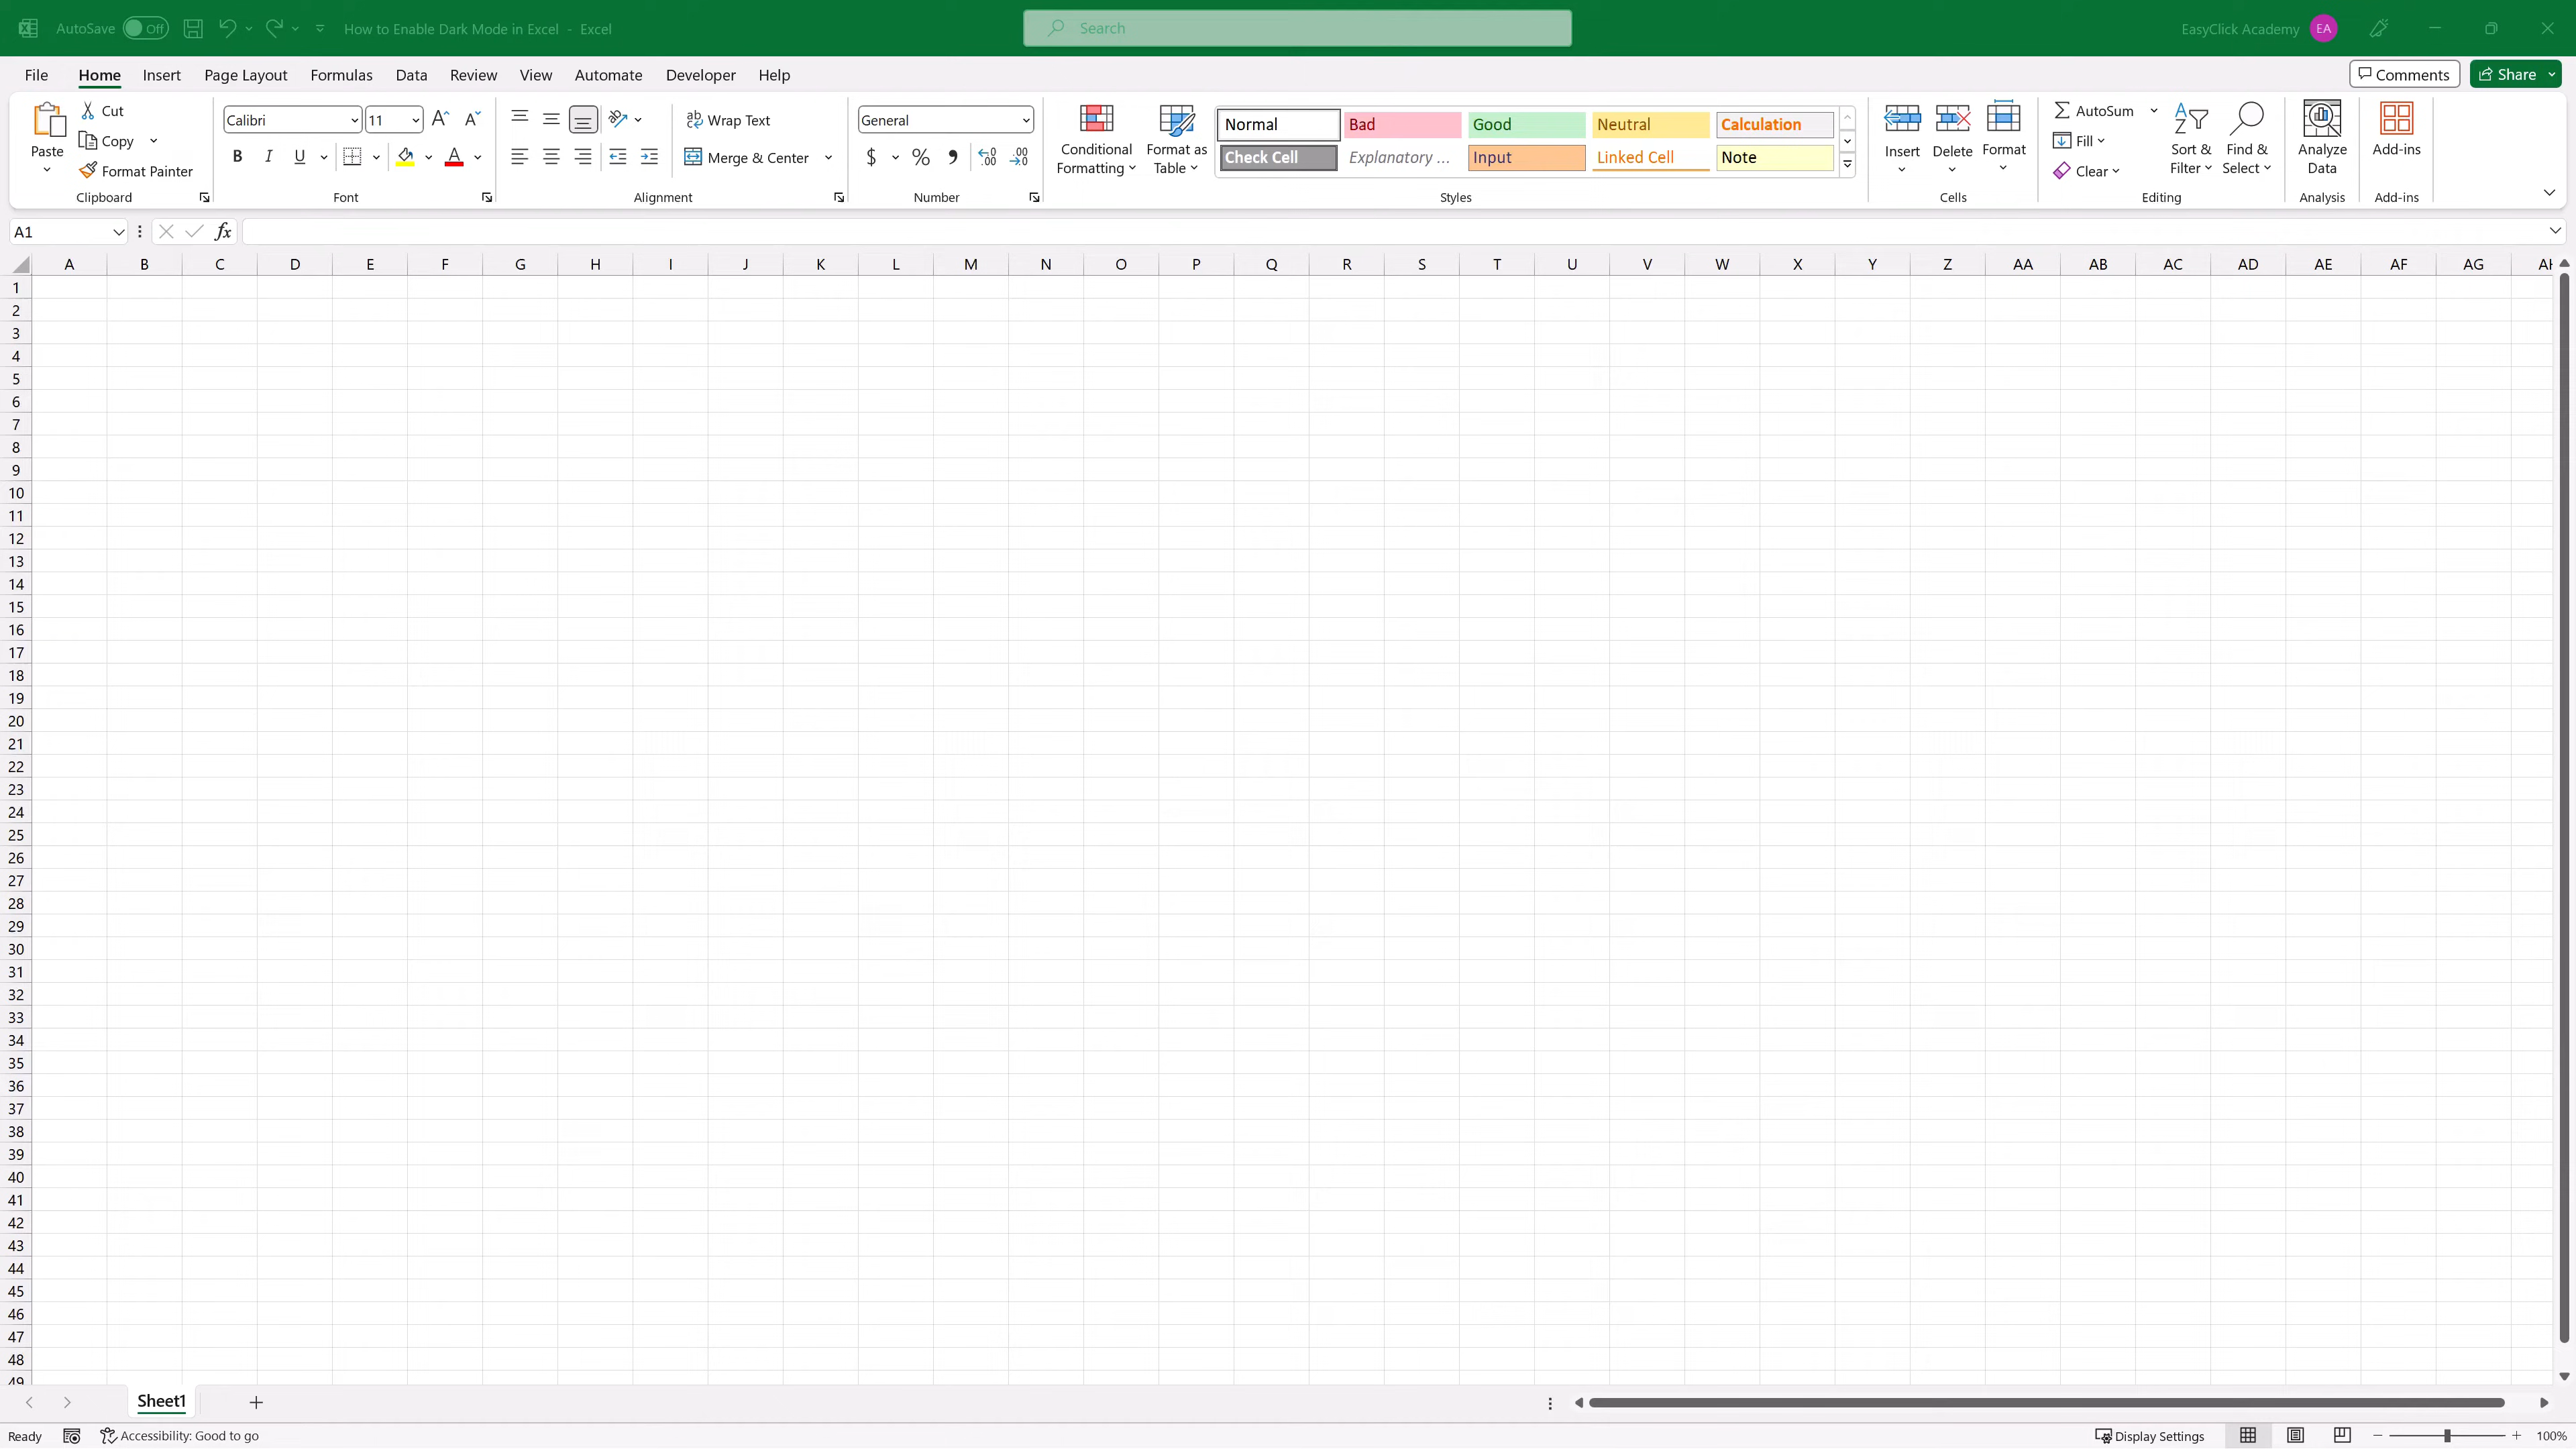 AutoSave Off How to Enable Dark Mode in Excel - Excel Search EasyClick Academy EA
File Home Insert Page Layout Formulas Data Review View Automate Developer Help Comments Share
Paste Cut Copy Format Painter Clipboard
Calibri 11 B I U A Font
Wrap Text Merge & Center Alignment
General $ % Number
Conditional Formatting Format as Table
Normal Bad Good Neutral Calculation
Check Cell Explanatory ... Input Linked Cell Note
Styles
Insert Delete Format Cells
AutoSum Fill Clear Sort & Filter Find & Select Editing
Analyze Data Analysis
Add-ins Add-ins
A1 fx
A B C D E F G H I J K L M N O P Q R S T U V W X Y Z AA AB AC AD AE AF AG
1
2
3
4
5
6
7
8
9
10
11
12
13
14
15
16
17
18
19
20
21
22
23
24
25
26
27
28
29
30
31
32
33
34
35
36
37
38
39
40
41
42
43
44
45
46
47
48
49
Sheet1
Ready Accessibility: Good to go Display Settings 100%